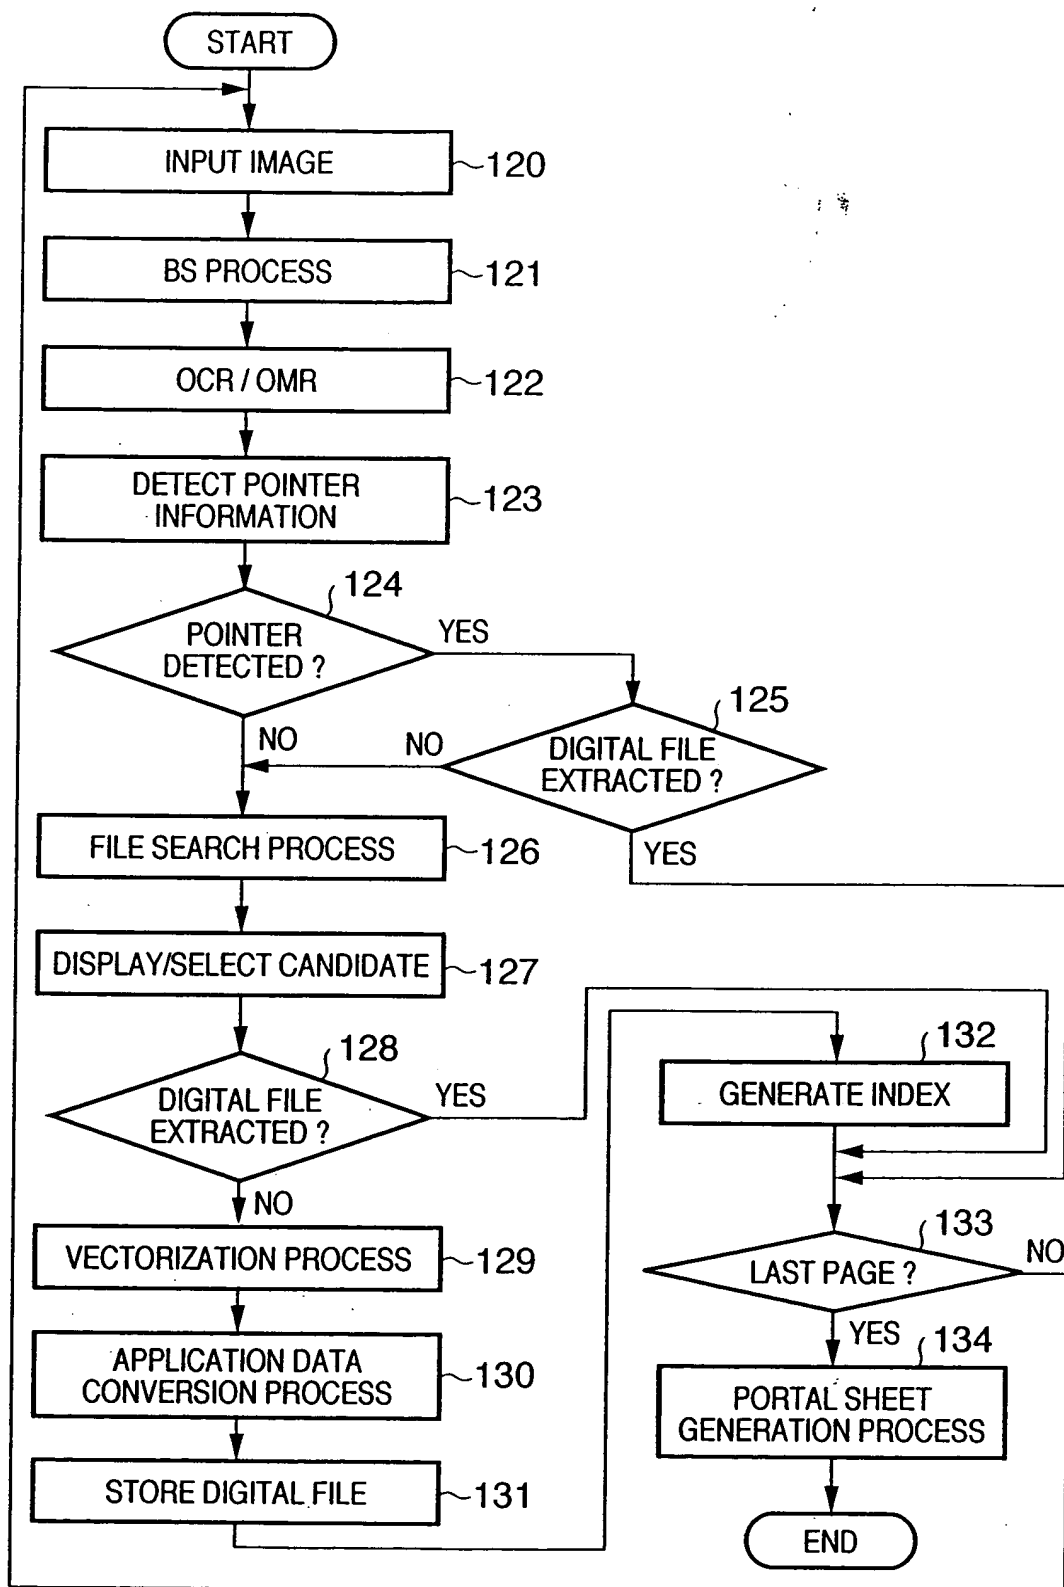 START
INPUT IMAGE
120
BS PROCESS
121
OCR / OMR
122
DETECT POINTER
INFORMATION
123
124
POINTER
DETECTED ?
YES
NO
125
DIGITAL FILE
EXTRACTED ?
NO
YES
FILE SEARCH PROCESS
126
DISPLAY/SELECT CANDIDATE
127
128
DIGITAL FILE
EXTRACTED ?
YES
NO
VECTORIZATION PROCESS
129
APPLICATION DATA
CONVERSION PROCESS
130
STORE DIGITAL FILE
131
132
GENERATE INDEX
133
LAST PAGE ?
NO
YES
134
PORTAL SHEET
GENERATION PROCESS
END